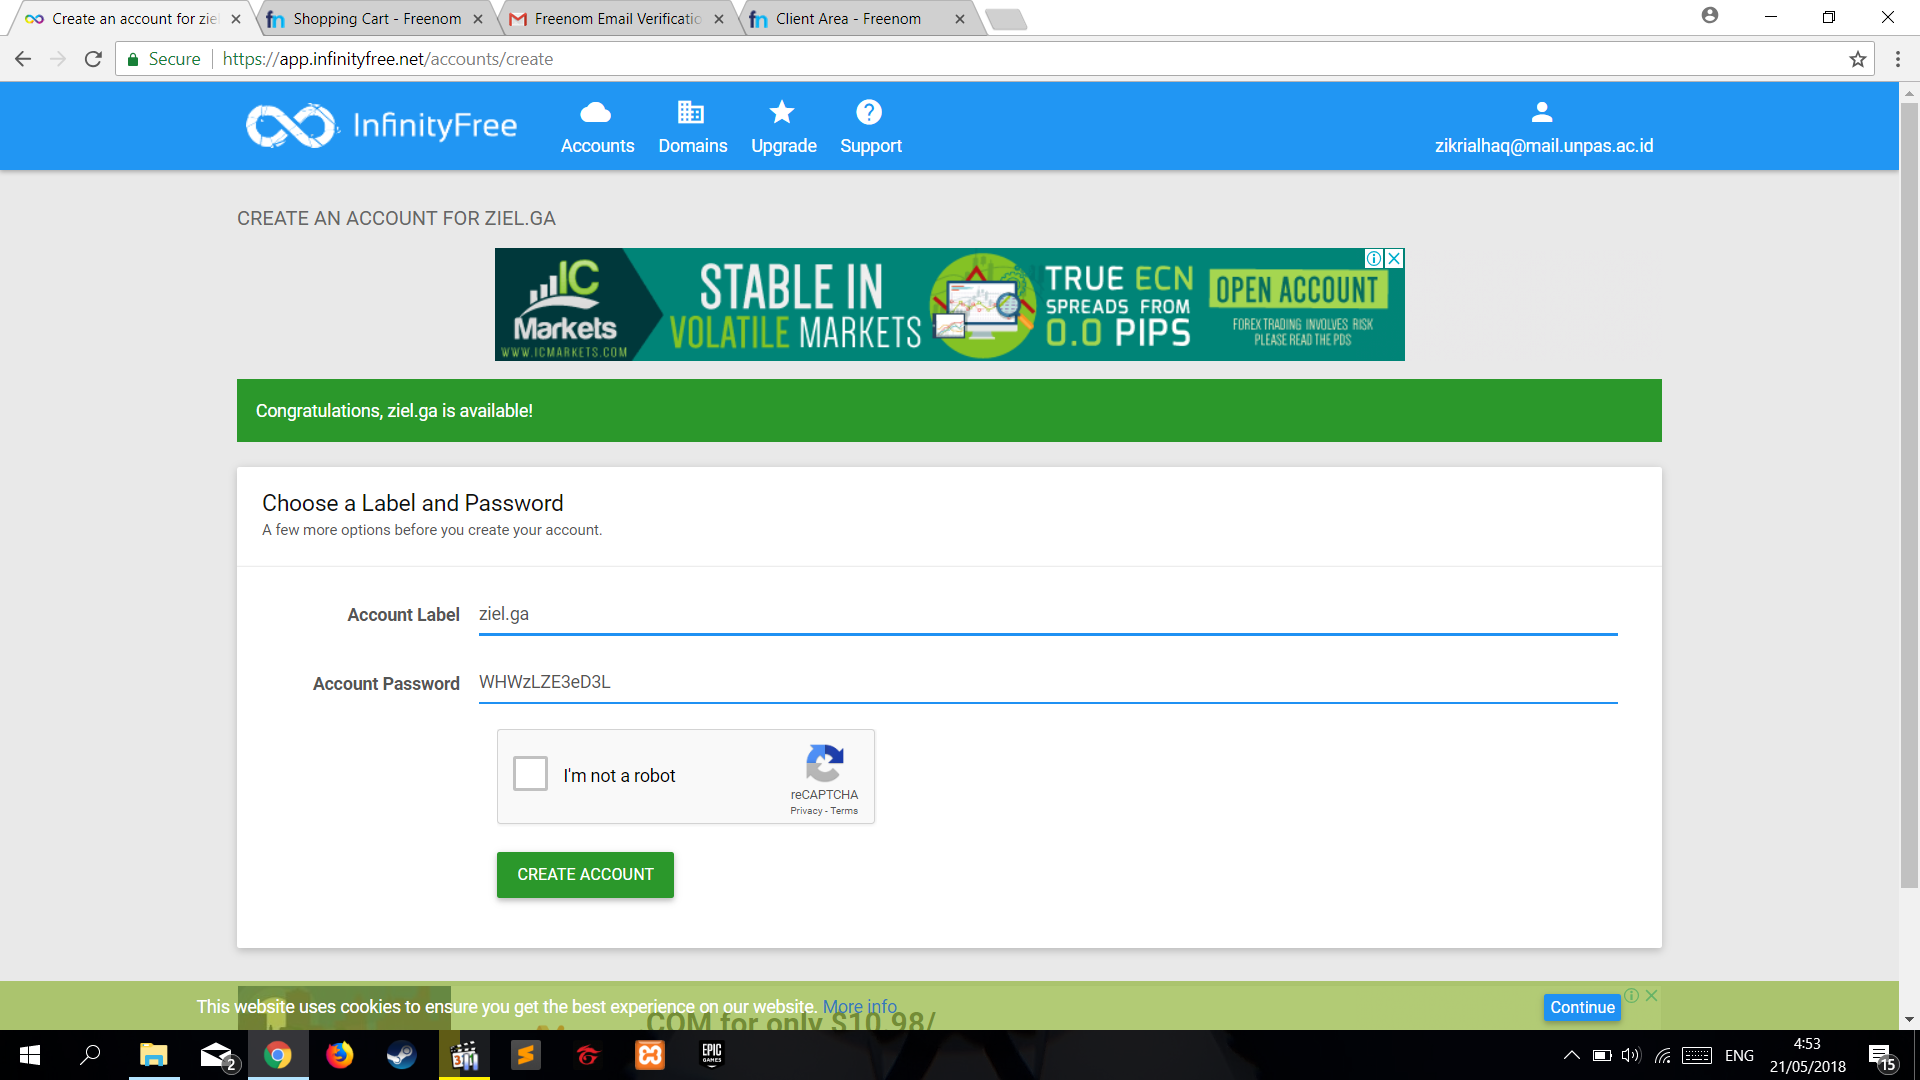 Create an account for ziel
Shopping Cart - Freenom
Freenom Email Verificatio
Client Area - Freenom
Secure
https://app.infinityfree.net/accounts/create
InfinityFree
Accounts
Domains
Upgrade
Support
zikrialhaq@mail.unpas.ac.id
CREATE AN ACCOUNT FOR ZIEL.GA
IC Markets
WWW.ICMARKETS.COM
STABLE IN
VOLATILE MARKETS
TRUE ECN
SPREADS FROM
0.0 PIPS
OPEN ACCOUNT
FOREX TRADING INVOLVES RISK
PLEASE READ THE PDS
Congratulations, ziel.ga is available!
Choose a Label and Password
A few more options before you create your account.
Account Label
ziel.ga
Account Password
WHWzLZE3eD3L
I'm not a robot
reCAPTCHA
Privacy - Terms
CREATE ACCOUNT
This website uses cookies to ensure you get the best experience on our website. More info
Continue
COM for only $10.98/
2
EPIC
GAMES
ENG
4:53
21/05/2018
15